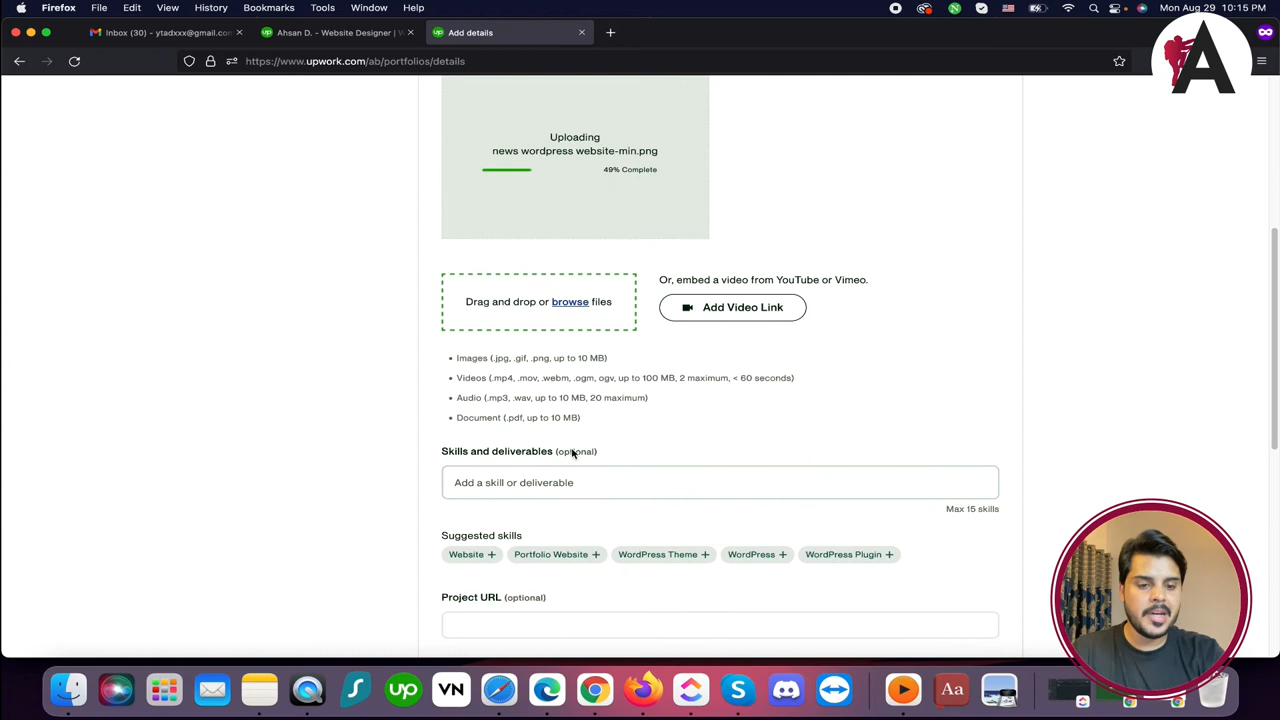 Firefox File Edit View History Bookmarks Tools Window Help
Mon Aug 29 10:15 PM
Inbox (30) - ytadxxx@gmail.con
Ahsan D. - Website Designer | W
Add details
https://www.upwork.com/ab/portfolios/details
A
Uploading
news wordpress website-min.png
49% Complete
Drag and drop or browse files
Or, embed a video from YouTube or Vimeo.
Add Video Link
• Images (.jpg, .gif, .png, up to 10 MB)
• Videos (.mp4, .mov, .webm, .ogm, ogv, up to 100 MB, 2 maximum, < 60 seconds)
• Audio (.mp3, .wav, up to 10 MB, 20 maximum)
• Document (.pdf, up to 10 MB)
Skills and deliverables (optional)
Add a skill or deliverable
Max 15 skills
Suggested skills
Website + Portfolio Website + WordPress Theme + WordPress + WordPress Plugin +
Project URL (optional)
up VN Aa